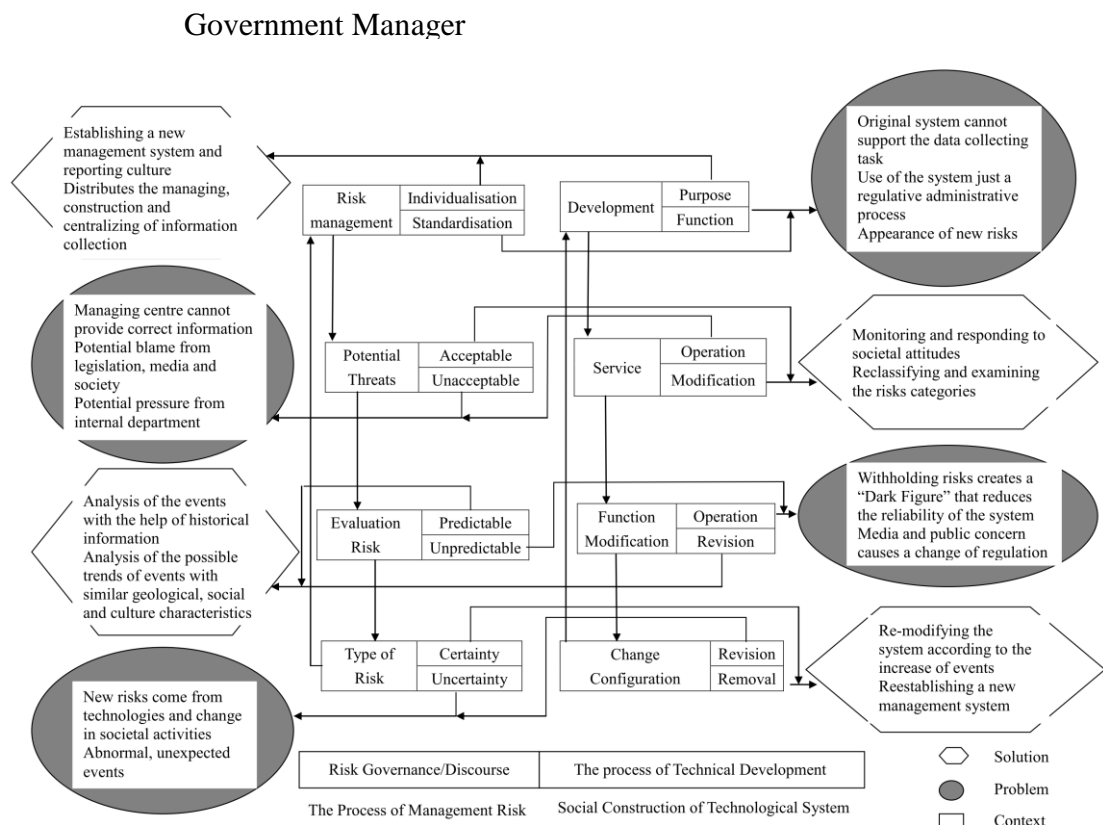 Government Manager
Establishing a new
management system and
reporting culture
Distributes the managing,
construction and
centralizing of information
collection
Risk
management
Individualisation
Standardisation
Development
Purpose
Function
Original system cannot
support the data collecting
task
Use of the system just a
regulative administrative
process
Appearance of new risks
Managing centre cannot
provide correct information
Potential blame from
legislation, media and
society
Potential pressure from
internal department
Potential
Threats
Acceptable
Unacceptable
Service
Operation
Modification
Monitoring and responding to
societal attitudes
Reclassifying and examining
the risks categories
Analysis of the events
with the help of historical
information
Analysis of the possible
trends of events with
similar geological, social
and culture characteristics
Evaluation
Risk
Predictable
Unpredictable
Function
Modification
Operation
Revision
Withholding risks creates a
“Dark Figure” that reduces
the reliability of the system
Media and public concern
causes a change of regulation
New risks come from
technologies and change
in societal activities
Abnormal, unexpected
events
Type of
Risk
Certainty
Uncertainty
Change
Configuration
Revision
Removal
Re-modifying the
system according to the
increase of events
Reestablishing a new
management system
Risk Governance/Discourse
The process of Technical Development
The Process of Management Risk
Social Construction of Technological System
Solution
Problem
Context